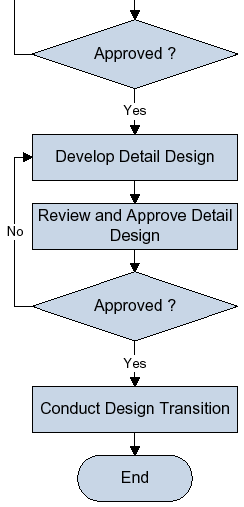 Approved ?
Yes
Develop Detail Design
Review and Approve Detail
Design
No
Approved ?
Yes
Conduct Design Transition
End